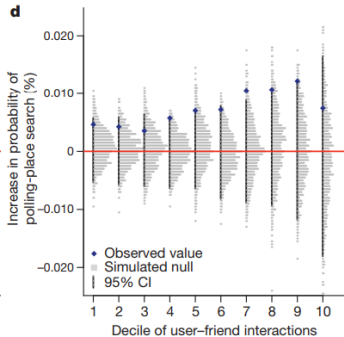 d
Increase in probability of
polling-place search (%)
0.020
0.010
0
−0.010
−0.020
Observed value
Simulated null
95% CI
1 2 3 4 5 6 7 8 9 10
Decile of user–friend interactions